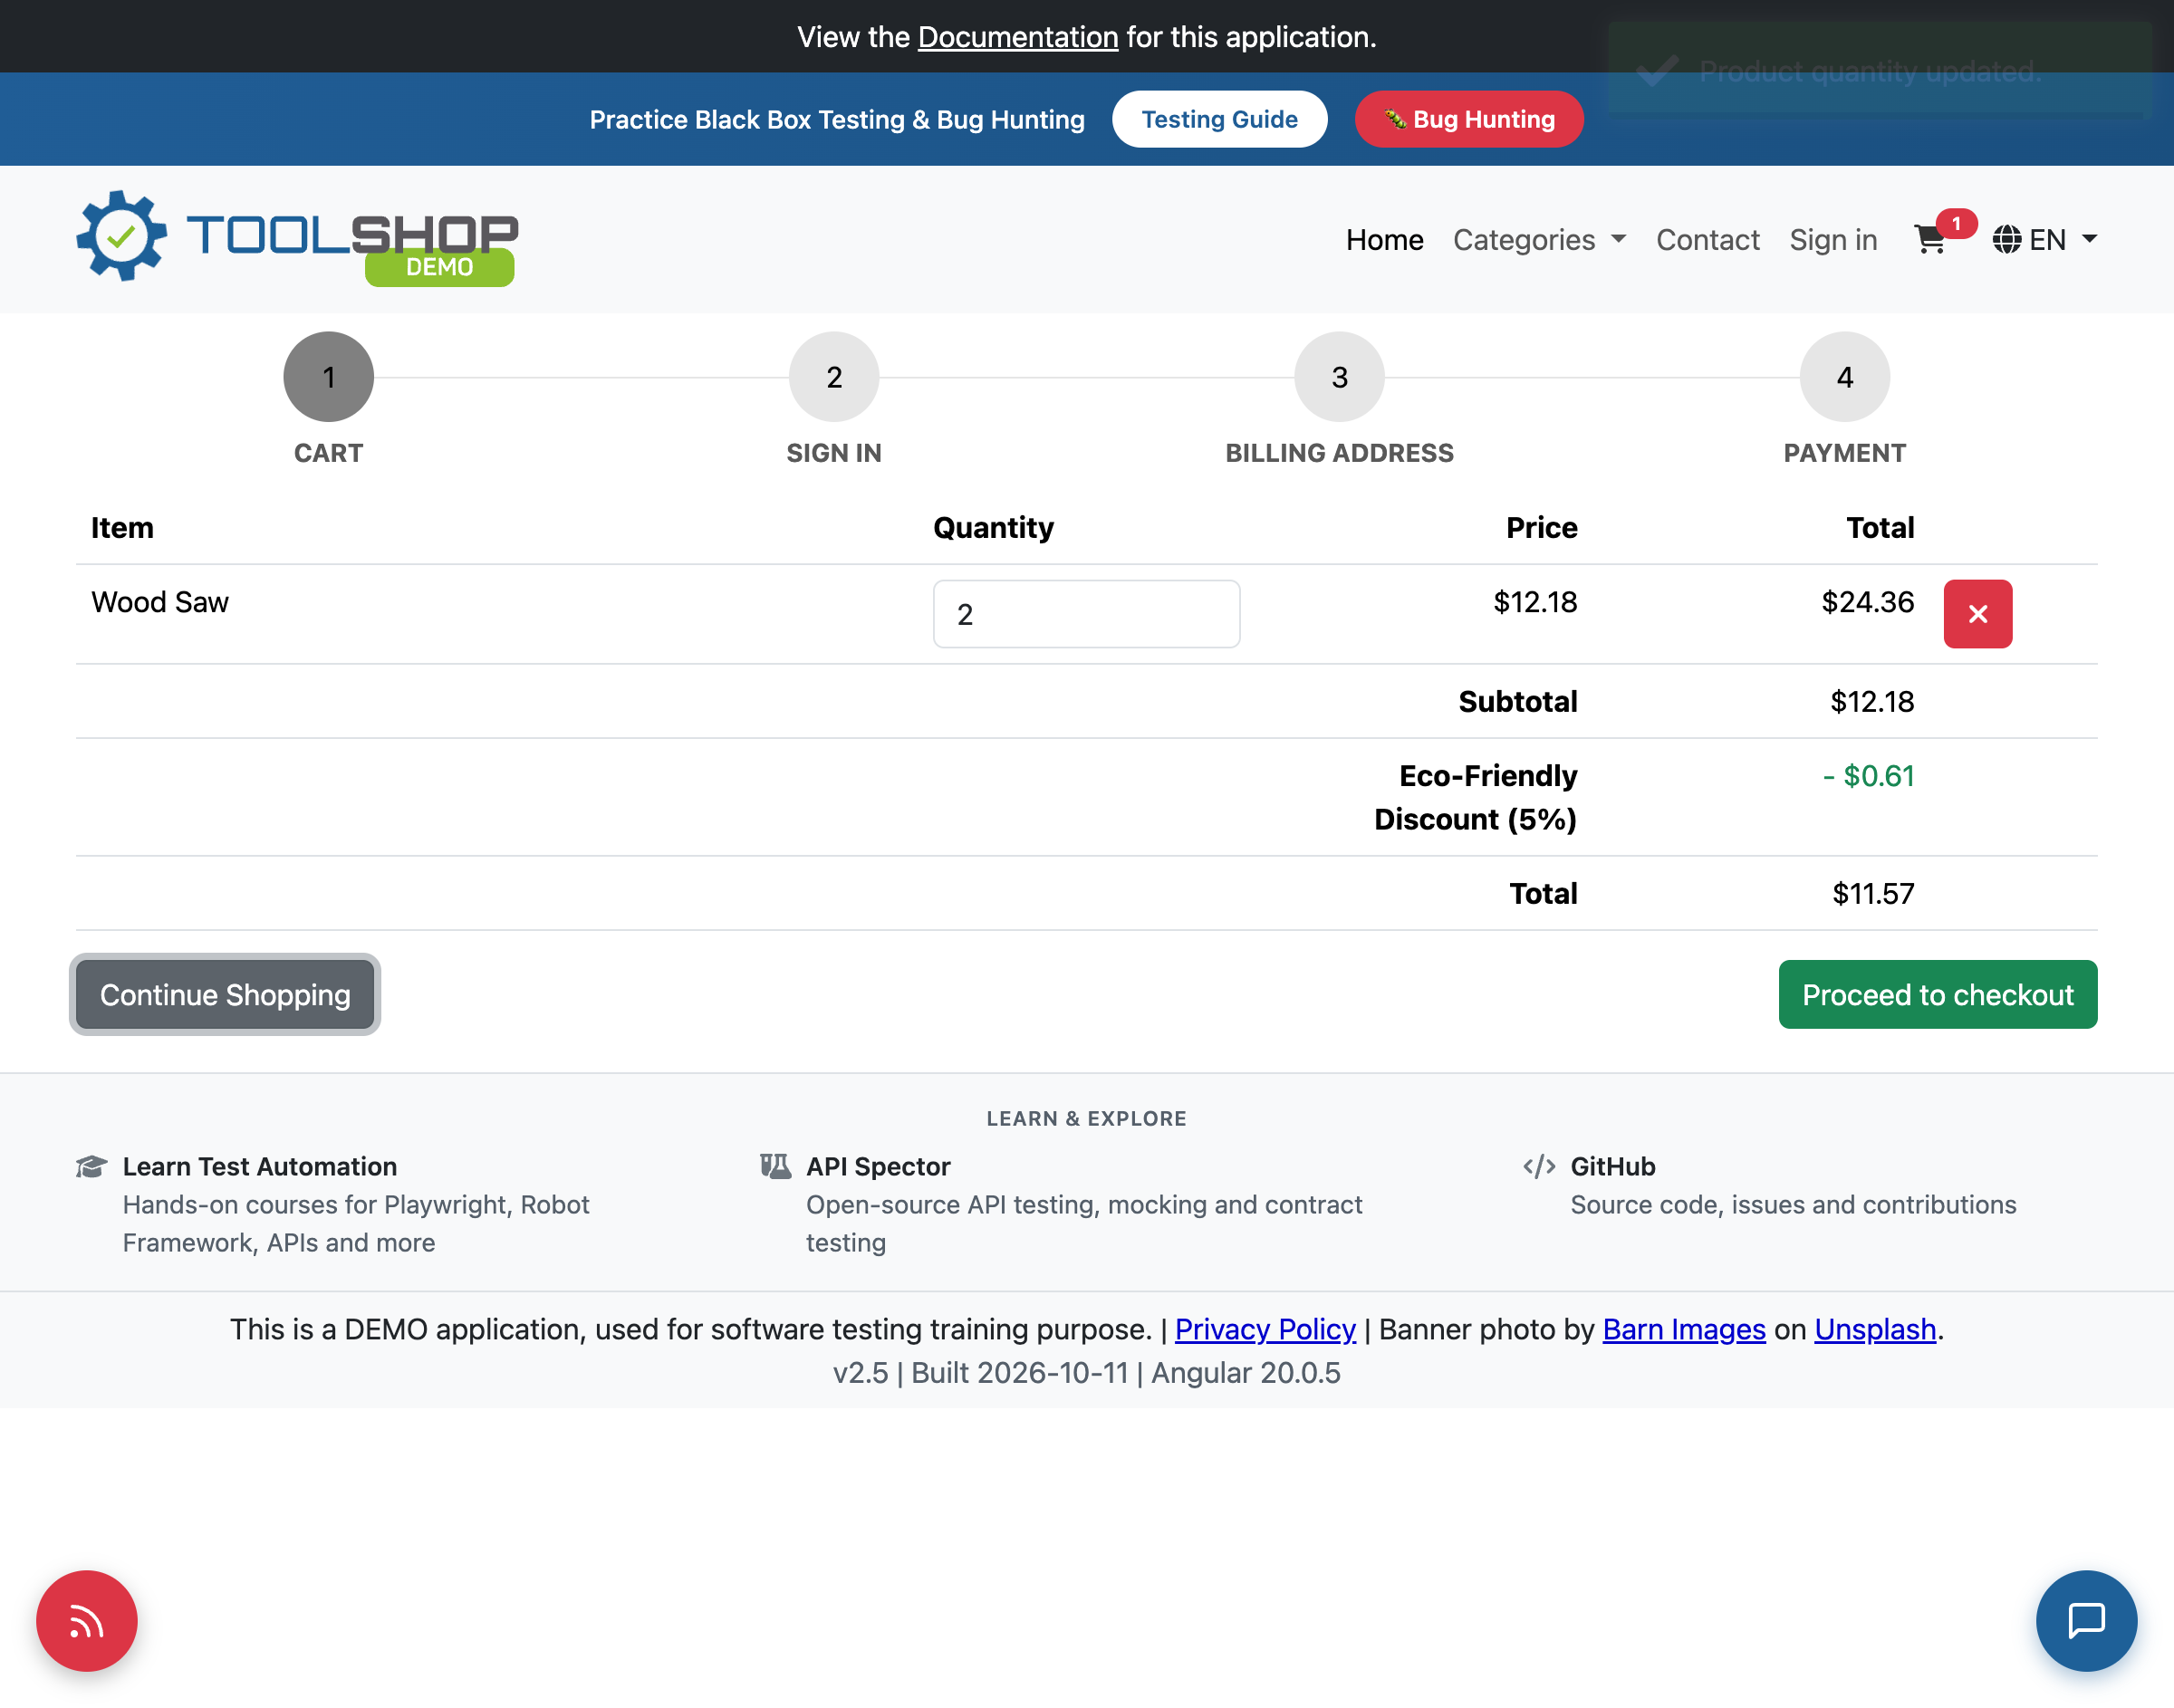 View the Documentation for this application.
Product quantity updated.
Practice Black Box Testing & Bug Hunting
Testing Guide
Bug Hunting
TOOLSHOP
DEMO
Home
Categories
Contact
Sign in
1
EN
1
2
3
4
CART
SIGN IN
BILLING ADDRESS
PAYMENT
Item
Quantity
Price
Total
Wood Saw
2
$12.18
$24.36
Subtotal
$12.18
Eco-Friendly
Discount (5%)
- $0.61
Total
$11.57
Continue Shopping
Proceed to checkout
LEARN & EXPLORE
Learn Test Automation
Hands-on courses for Playwright, Robot
Framework, APIs and more
API Spector
Open-source API testing, mocking and contract
testing
GitHub
Source code, issues and contributions
This is a DEMO application, used for software testing training purpose. | Privacy Policy | Banner photo by Barn Images on Unsplash.
v2.5 | Built 2026-10-11 | Angular 20.0.5